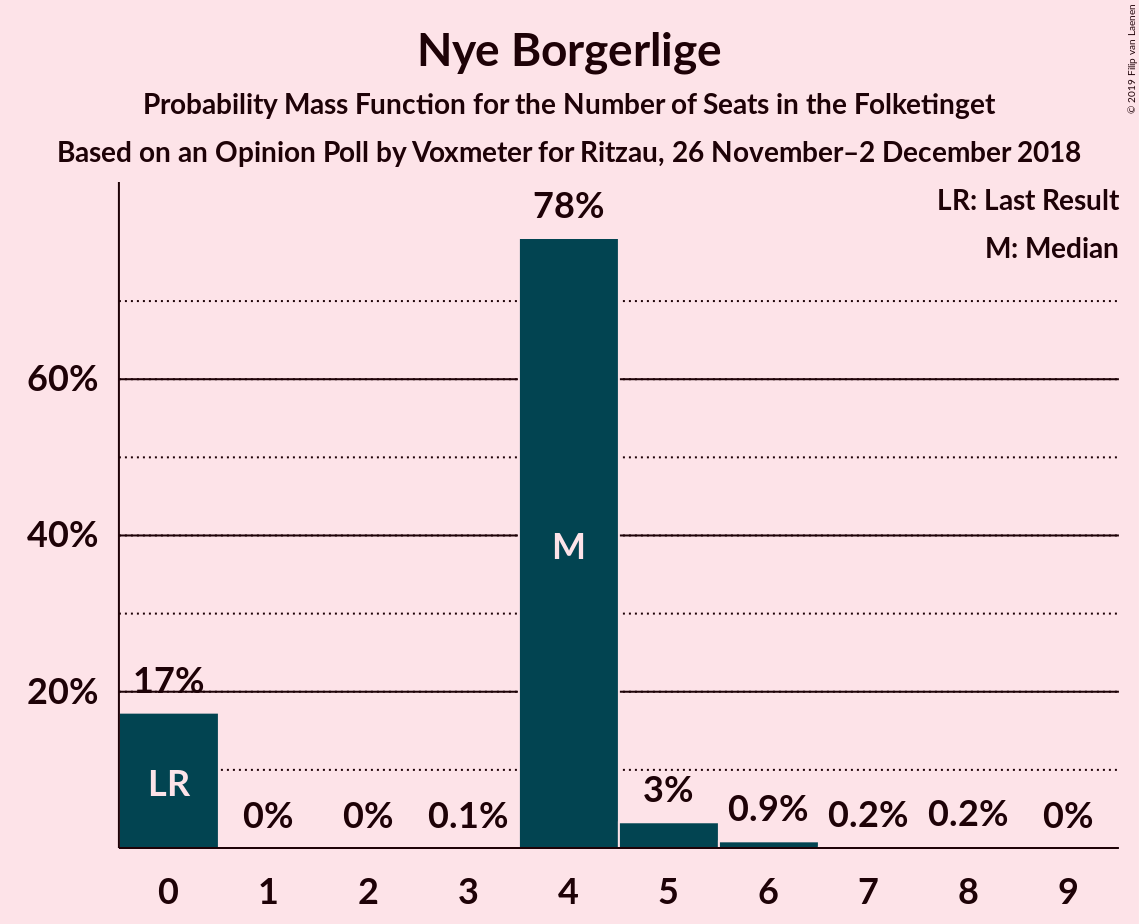 Nye Borgerlige
Probability Mass Function for the Number of Seats in the Folketinget
Based on an Opinion Poll by Voxmeter for Ritzau, 26 November–2 December 2018
© 2019 Filip van Laenen
LR: Last Result
M: Median
78%
60%
40%
M
20%
17%
LR
0%
0%
0.1%
3%
0.9%
0.2%
0.2%
0%
0 1 2 3 4 5 6 7 8 9